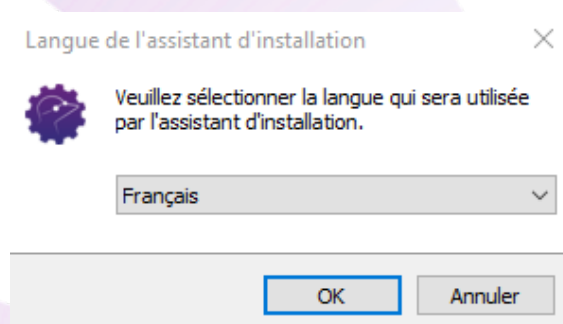 Langue de l'assistant d'installation
Veuillez sélectionner la langue qui sera utilisée
par l'assistant d'installation.
Français
OK
Annuler